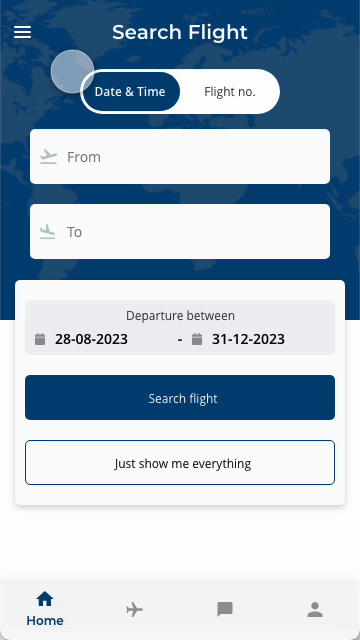 Search Flight
Date & Time
Flight no.
From
To
Departure between
28-08-2023 - 31-12-2023
Search flight
Just show me everything
Home